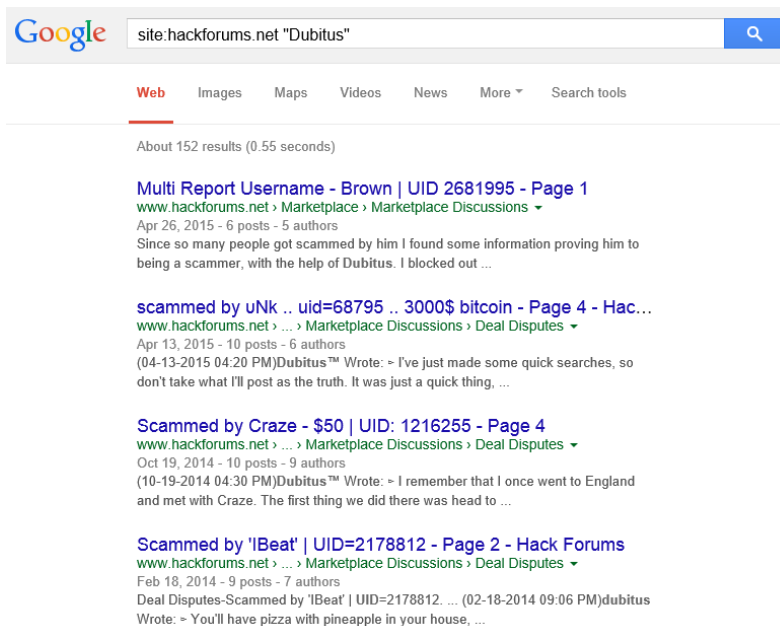 Google site:hackforums.net "Dubitus"
Web Images Maps Videos News More Search tools
About 152 results (0.55 seconds)
Multi Report Username - Brown | UID 2681995 - Page 1
www.hackforums.net › Marketplace › Marketplace Discussions
Apr 26, 2015 - 6 posts - 5 authors
Since so many people got scammed by him I found some information proving him to
being a scammer, with the help of Dubitus. I blocked out ...
scammed by uNk .. uid=68795 .. 3000$ bitcoin - Page 4 - Hac...
www.hackforums.net › ... › Marketplace Discussions › Deal Disputes
Apr 13, 2015 - 10 posts - 6 authors
(04-13-2015 04:20 PM)Dubitus™ Wrote: ➢ I've just made some quick searches, so
don't take what I'll post as the truth. It was just a quick thing, ...
Scammed by Craze - $50 | UID: 1216255 - Page 4
www.hackforums.net › ... › Marketplace Discussions › Deal Disputes
Oct 19, 2014 - 10 posts - 9 authors
(10-19-2014 04:30 PM)Dubitus™ Wrote: ➢ I remember that I once went to England
and met with Craze. The first thing we did there was head to ...
Scammed by 'IBeat' | UID=2178812 - Page 2 - Hack Forums
www.hackforums.net › ... › Marketplace Discussions › Deal Disputes
Feb 18, 2014 - 9 posts - 7 authors
Deal Disputes-Scammed by 'IBeat' | UID=2178812. ... (02-18-2014 09:06 PM)dubitus
Wrote: ➢ You'll have pizza with pineapple in your house, ...